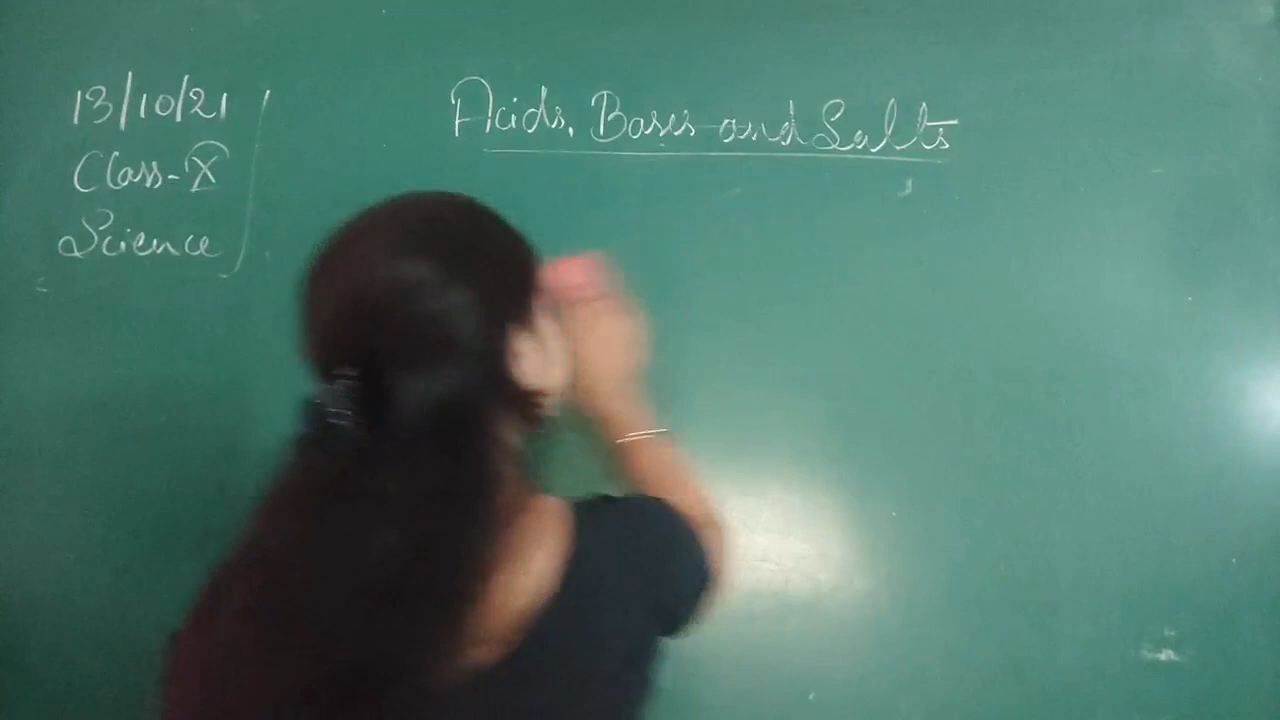 13/10/21
Class-X
Science
Acids, Bases and Salts